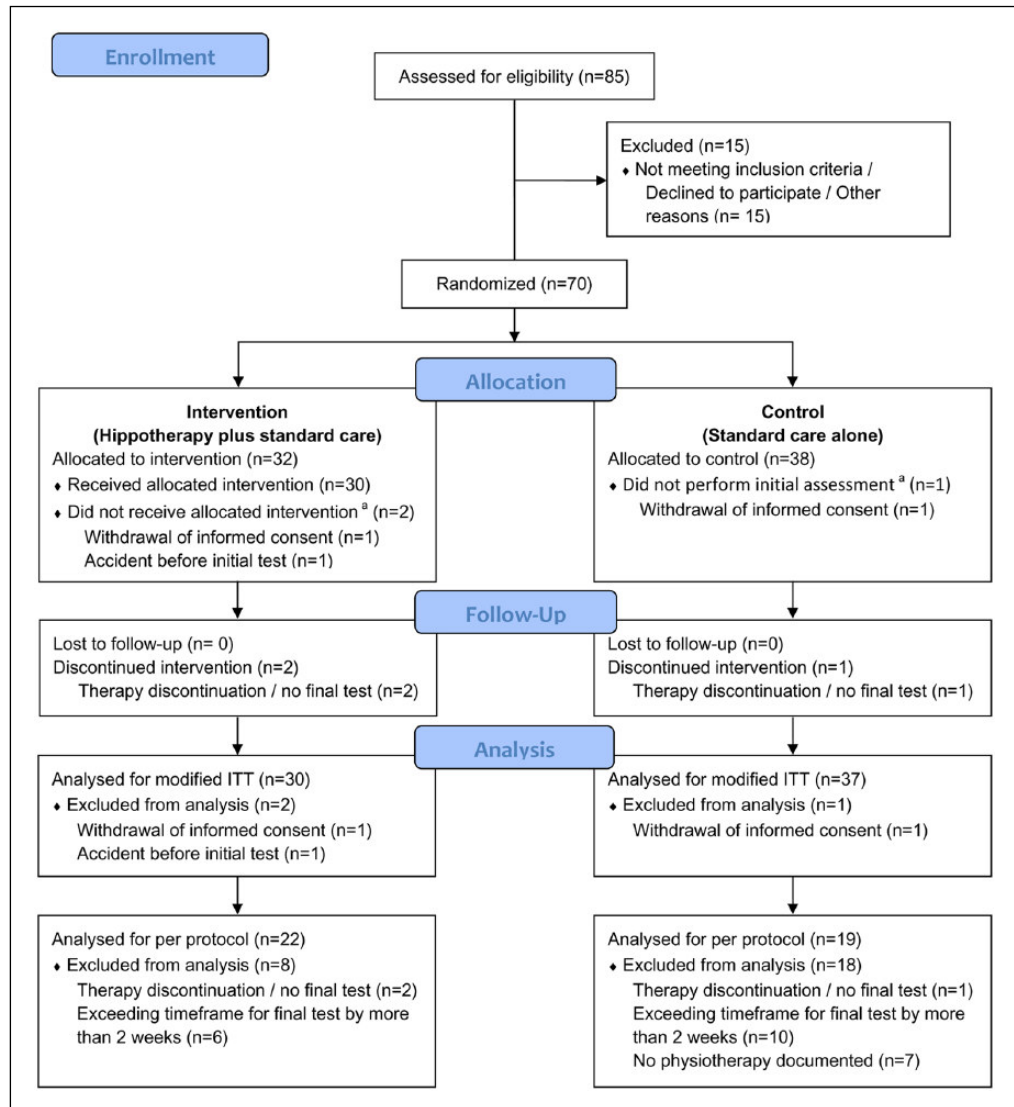 Enrollment
Assessed for eligibility (n=85)
Excluded (n=15)
♦ Not meeting inclusion criteria /
Declined to participate / Other
reasons (n= 15)
Randomized (n=70)
Allocation
Intervention
(Hippotherapy plus standard care)
Allocated to intervention (n=32)
♦ Received allocated intervention (n=30)
♦ Did not receive allocated intervention ª (n=2)
Withdrawal of informed consent (n=1)
Accident before initial test (n=1)
Control
(Standard care alone)
Allocated to control (n=38)
♦ Did not perform initial assessment ª (n=1)
Withdrawal of informed consent (n=1)
Follow-Up
Lost to follow-up (n= 0)
Discontinued intervention (n=2)
Therapy discontinuation / no final test (n=2)
Lost to follow-up (n=0)
Discontinued intervention (n=1)
Therapy discontinuation / no final test (n=1)
Analysis
Analysed for modified ITT (n=30)
♦ Excluded from analysis (n=2)
Withdrawal of informed consent (n=1)
Accident before initial test (n=1)
Analysed for modified ITT (n=37)
♦ Excluded from analysis (n=1)
Withdrawal of informed consent (n=1)
Analysed for per protocol (n=22)
♦ Excluded from analysis (n=8)
Therapy discontinuation / no final test (n=2)
Exceeding timeframe for final test by more
than 2 weeks (n=6)
Analysed for per protocol (n=19)
♦ Excluded from analysis (n=18)
Therapy discontinuation / no final test (n=1)
Exceeding timeframe for final test by more
than 2 weeks (n=10)
No physiotherapy documented (n=7)